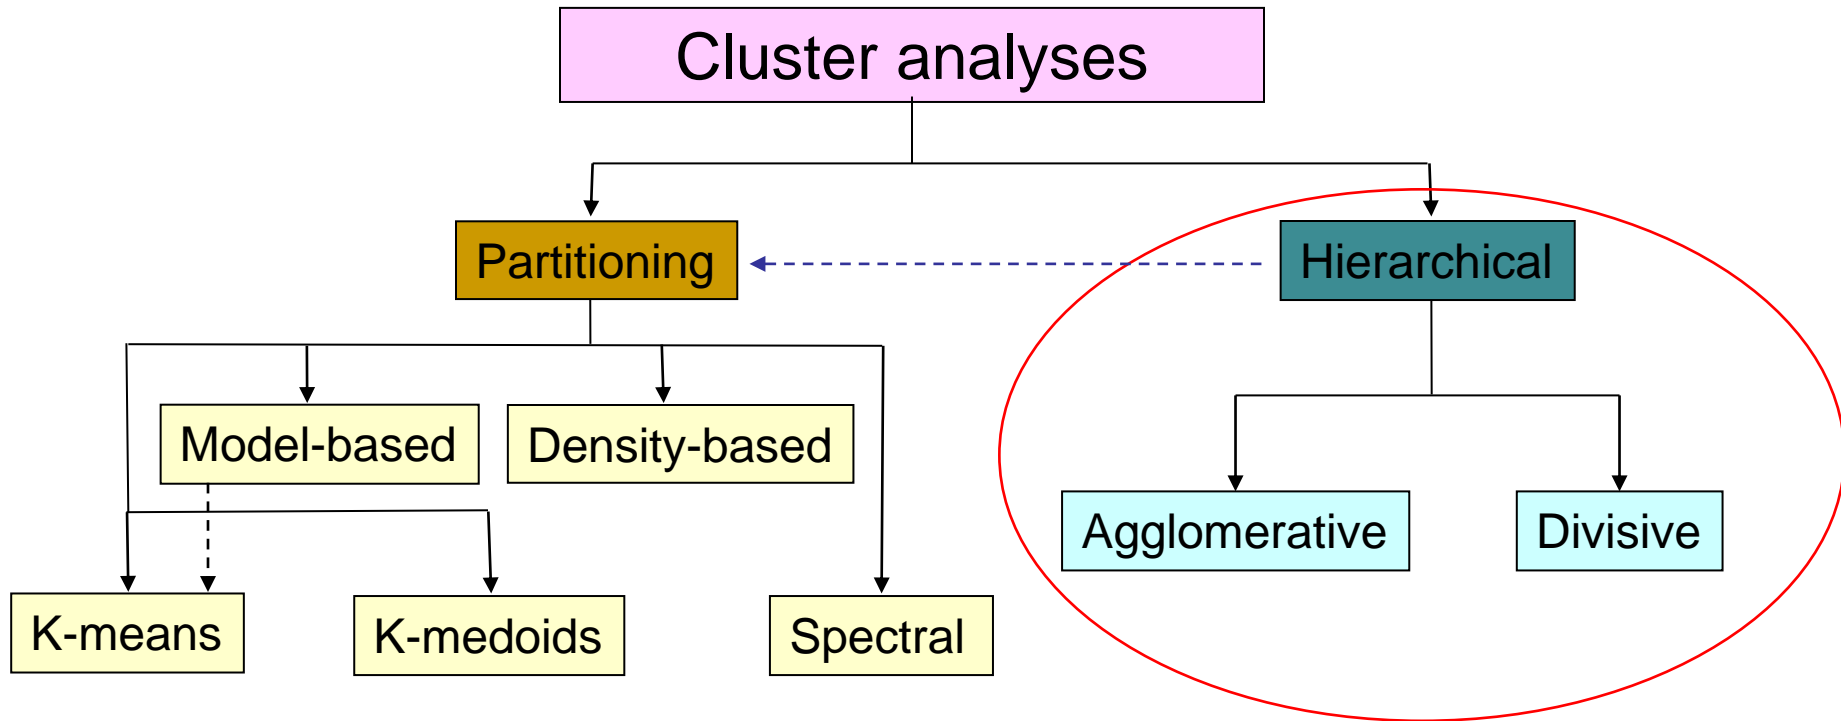 Cluster analyses
Partitioning
Hierarchical
Model-based
Density-based
Agglomerative
Divisive
K-means
K-medoids
Spectral